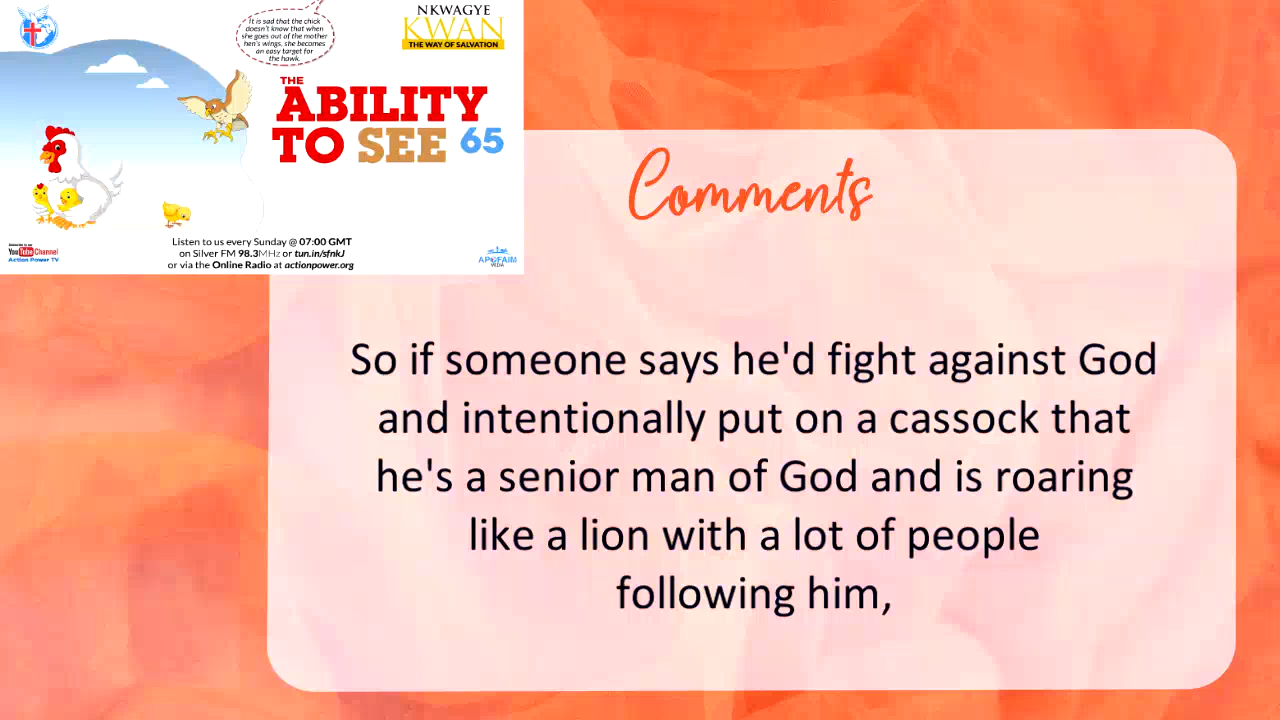 It is sad that the chick
doesn't know that when
she goes out of the mother
hen's wings, she becomes
an easy target for
the hawk.
NKWAGYE
KWAN
THE WAY OF SALVATION
THE
ABILITY
TO SEE 65
Listen to us every Sunday @ 07:00 GMT
on Silver FM 98.3MHz or tun.in/sfnkJ
or via the Online Radio at actionpower.org
YouTube Channel
Action Power TV
APOFAIM
Comments
So if someone says he'd fight against God
and intentionally put on a cassock that
he's a senior man of God and is roaring
like a lion with a lot of people
following him,